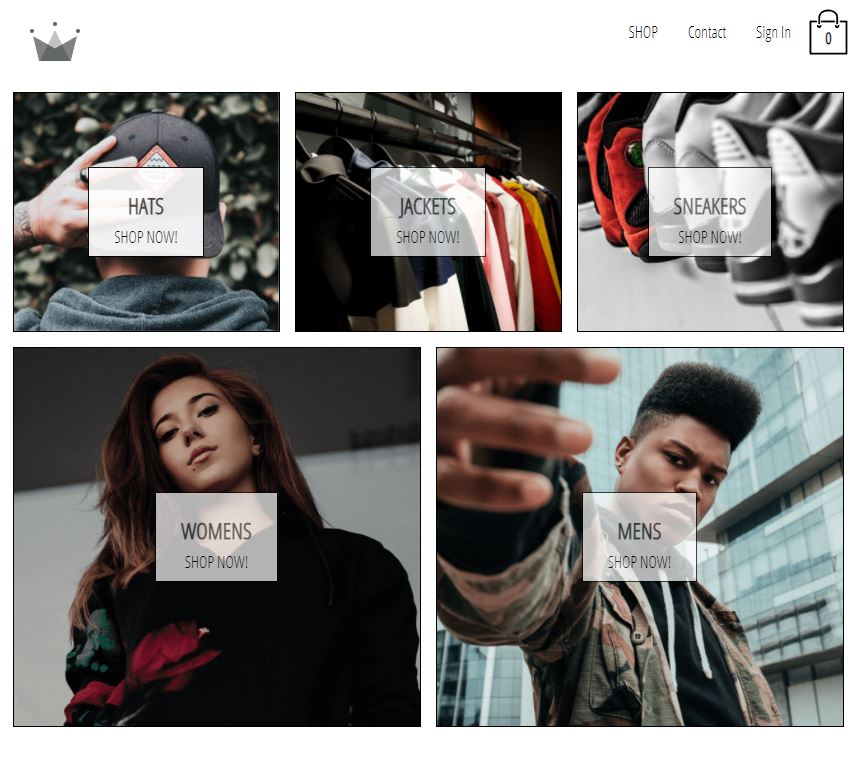 SHOP Contact Sign In 0
HATS
SHOP NOW!
JACKETS
SHOP NOW!
SNEAKERS
SHOP NOW!
WOMENS
SHOP NOW!
MENS
SHOP NOW!